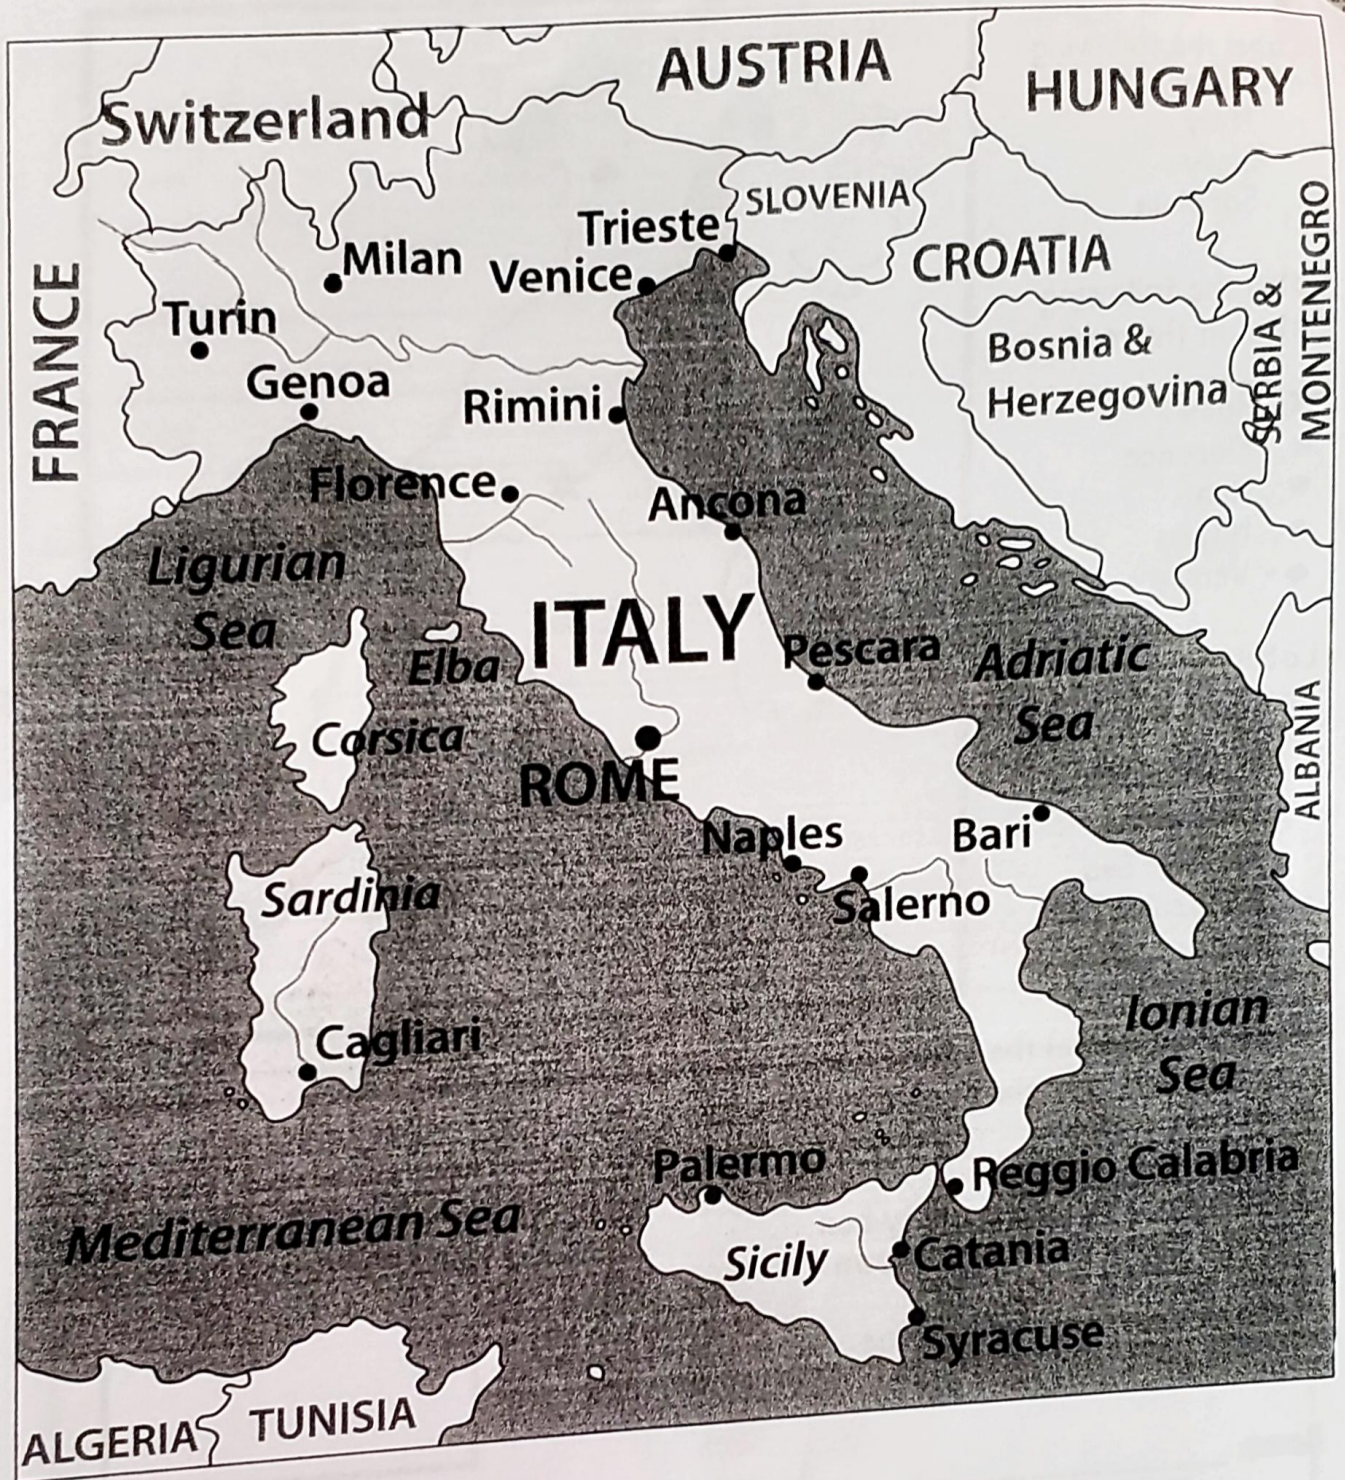 AUSTRIA
HUNGARY
Switzerland
SLOVENIA
Trieste
CROATIA
Milan
Venice
FRANCE
Turin
SERBIA &
MONTENEGRO
Bosnia &
Herzegovina
Genoa
Rimini
Florence
Ancona
Ligurian
Sea
ITALY
Elba
Pescara
Adriatic
Sea
Corsica
ROME
ALBANIA
Naples
Bari
Sardinia
Salerno
Ionian
Sea
Cagliari
Palermo
Reggio Calabria
Mediterranean Sea
Sicily
Catania
Syracuse
ALGERIA
TUNISIA